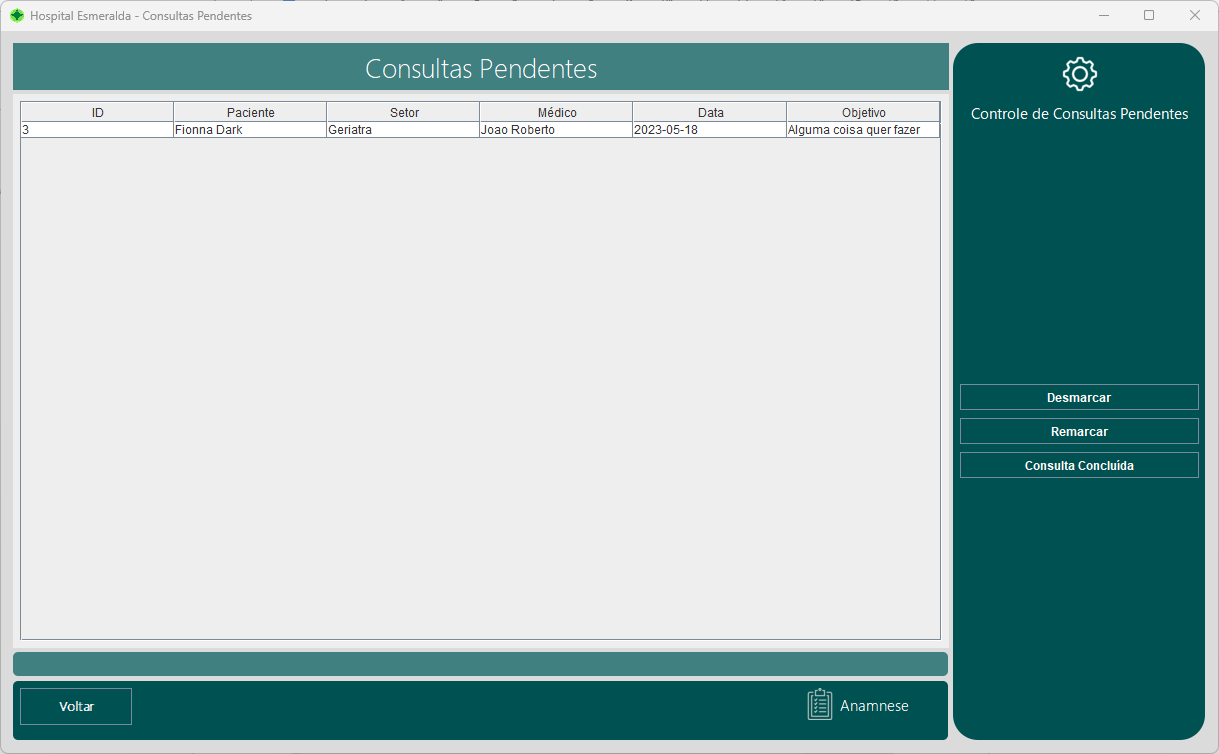 Hospital Esmeralda - Consultas Pendentes
Consultas Pendentes
ID Paciente Setor Médico Data Objetivo
3 Fionna Dark Geriatra Joao Roberto 2023-05-18 Alguma coisa quer fazer
Controle de Consultas Pendentes
Desmarcar
Remarcar
Consulta Concluída
Voltar
Anamnese